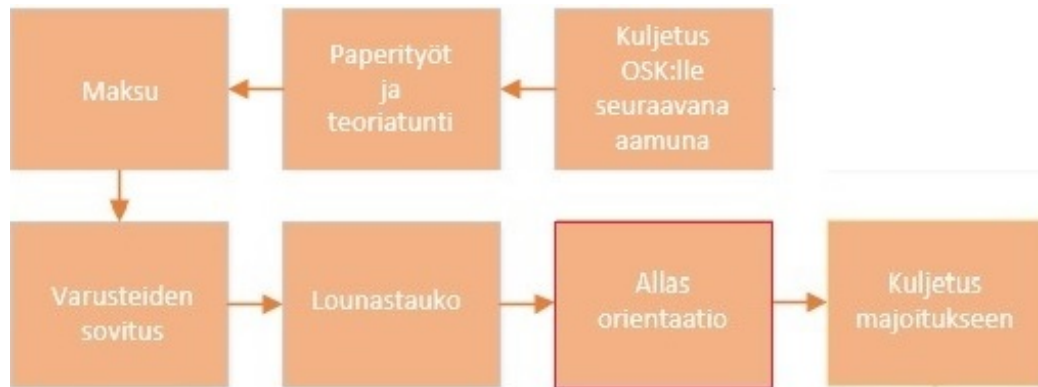 Maksu
Paperityöt
ja
teoriatunti
Kuljetus
OSK:lle
seuraavana
aamuna
Varusteiden
sovitus
Lounastauko
Allas
orientaatio
Kuljetus
majoitukseen